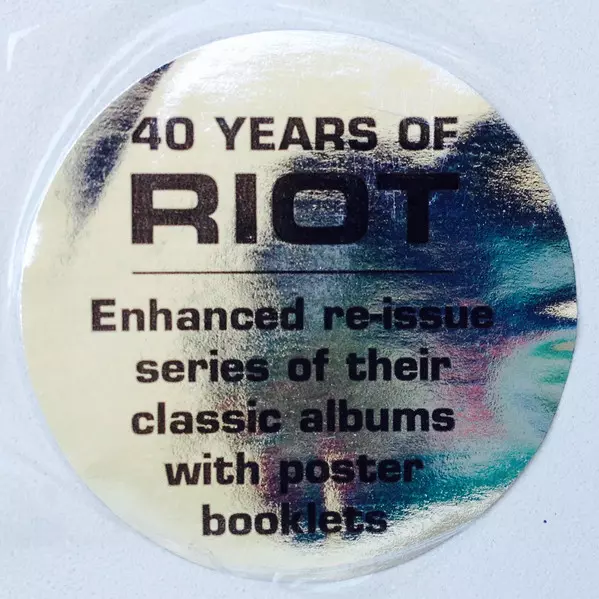 40 YEARS OF
RIOT
Enhanced re-issue
series of their
classic albums
with poster
booklets